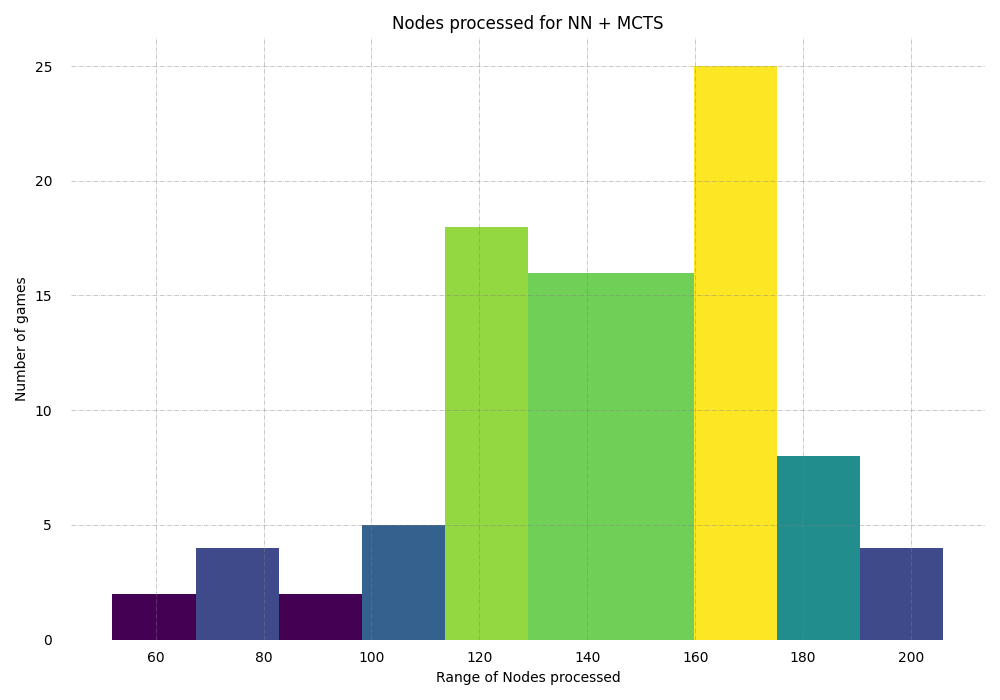 Nodes processed for NN + MCTS
25
20
15
10
5
0
Number of games
60 80 100 120 140 160 180 200
Range of Nodes processed